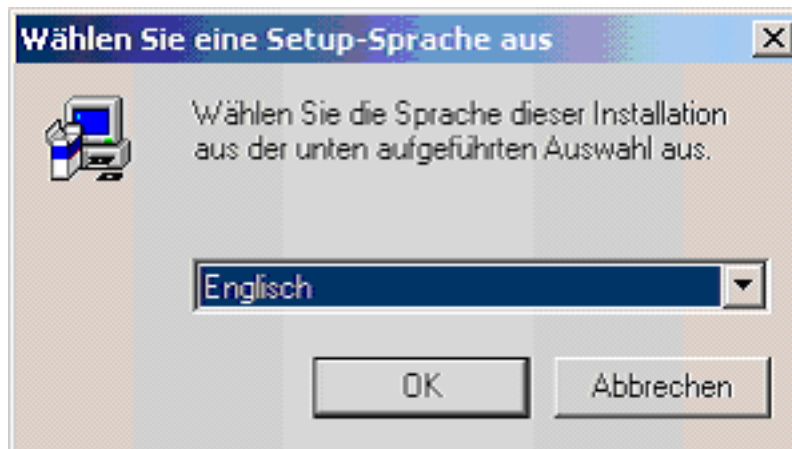 Wählen Sie eine Setup-Sprache aus
Wählen Sie die Sprache dieser Installation
aus der unten aufgeführten Auswahl aus.
Englisch
OK
Abbrechen